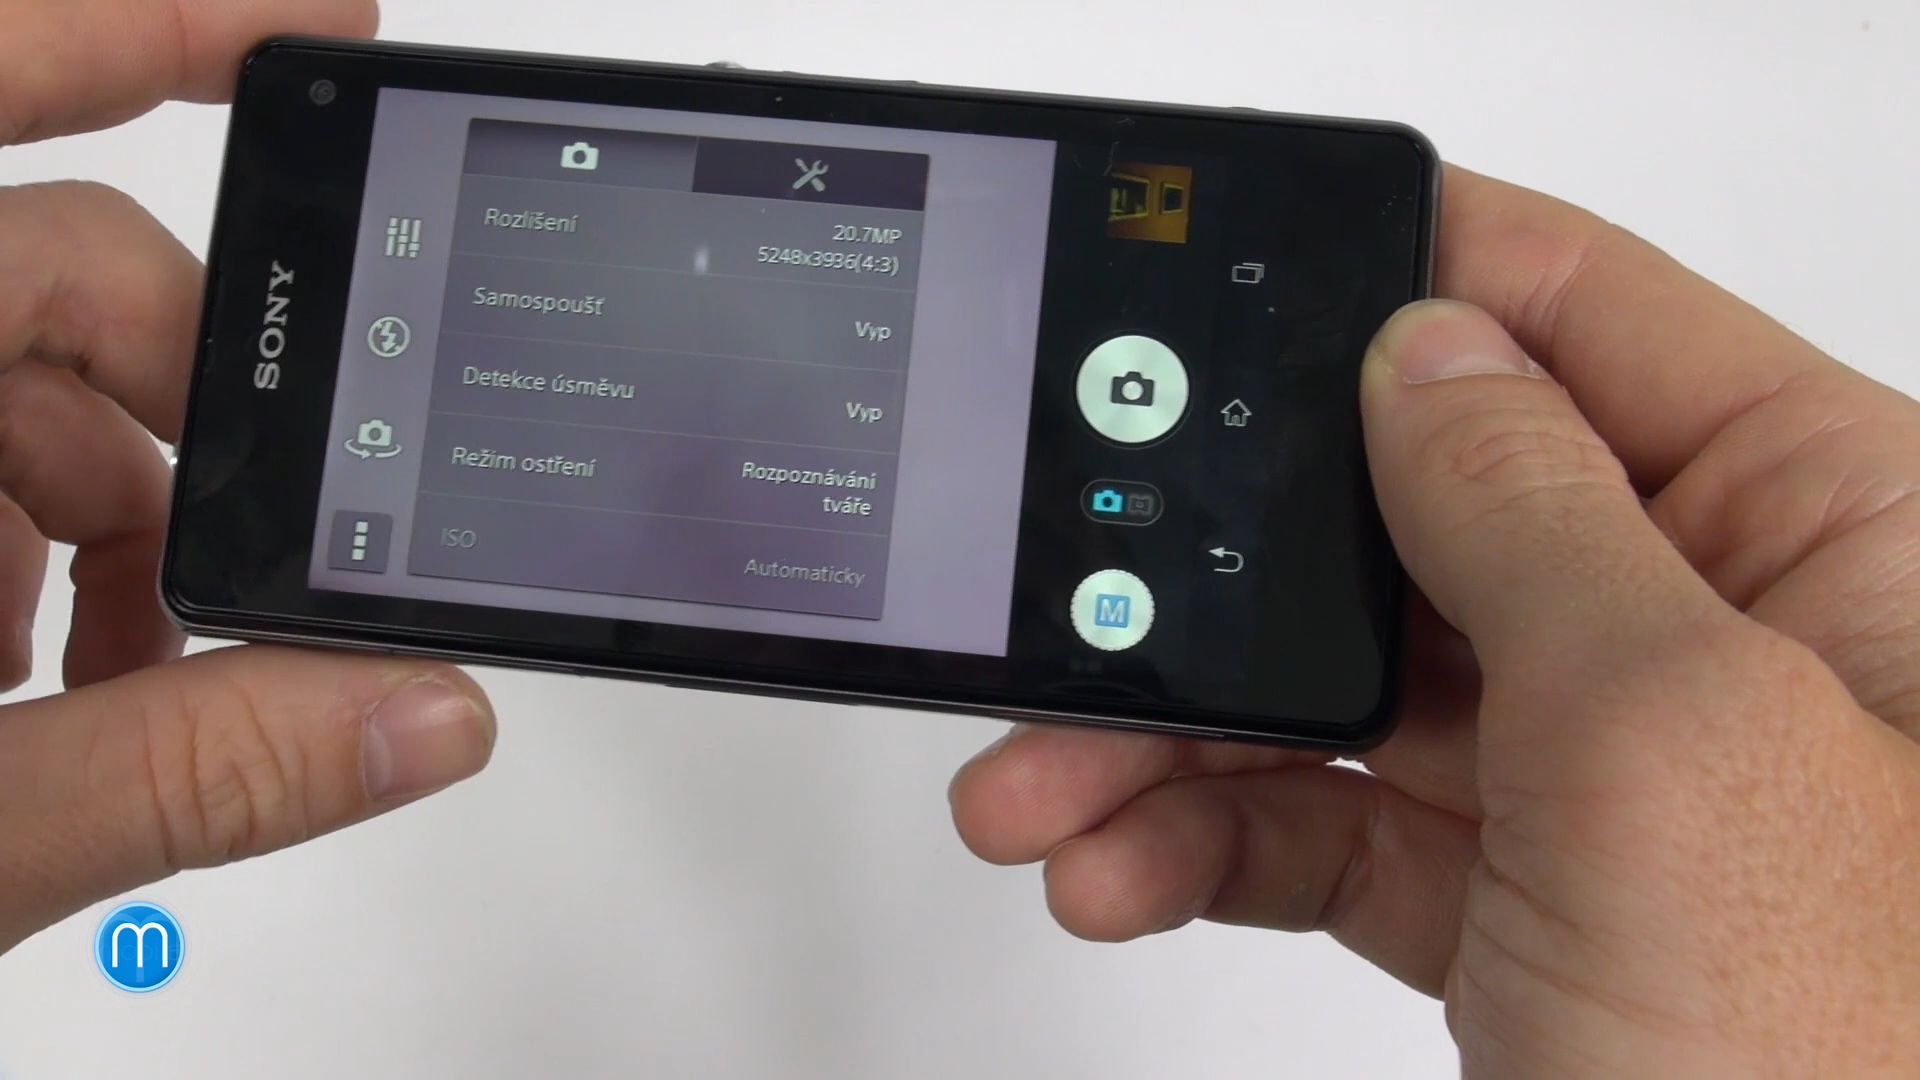 SONY
Rozlišení
20.7MP
5248x3936(4:3)
Samospoušť
Vyp
Detekce úsměvu
Vyp
Režim ostření
Rozpoznávání
tváře
ISO
Automaticky
M
m